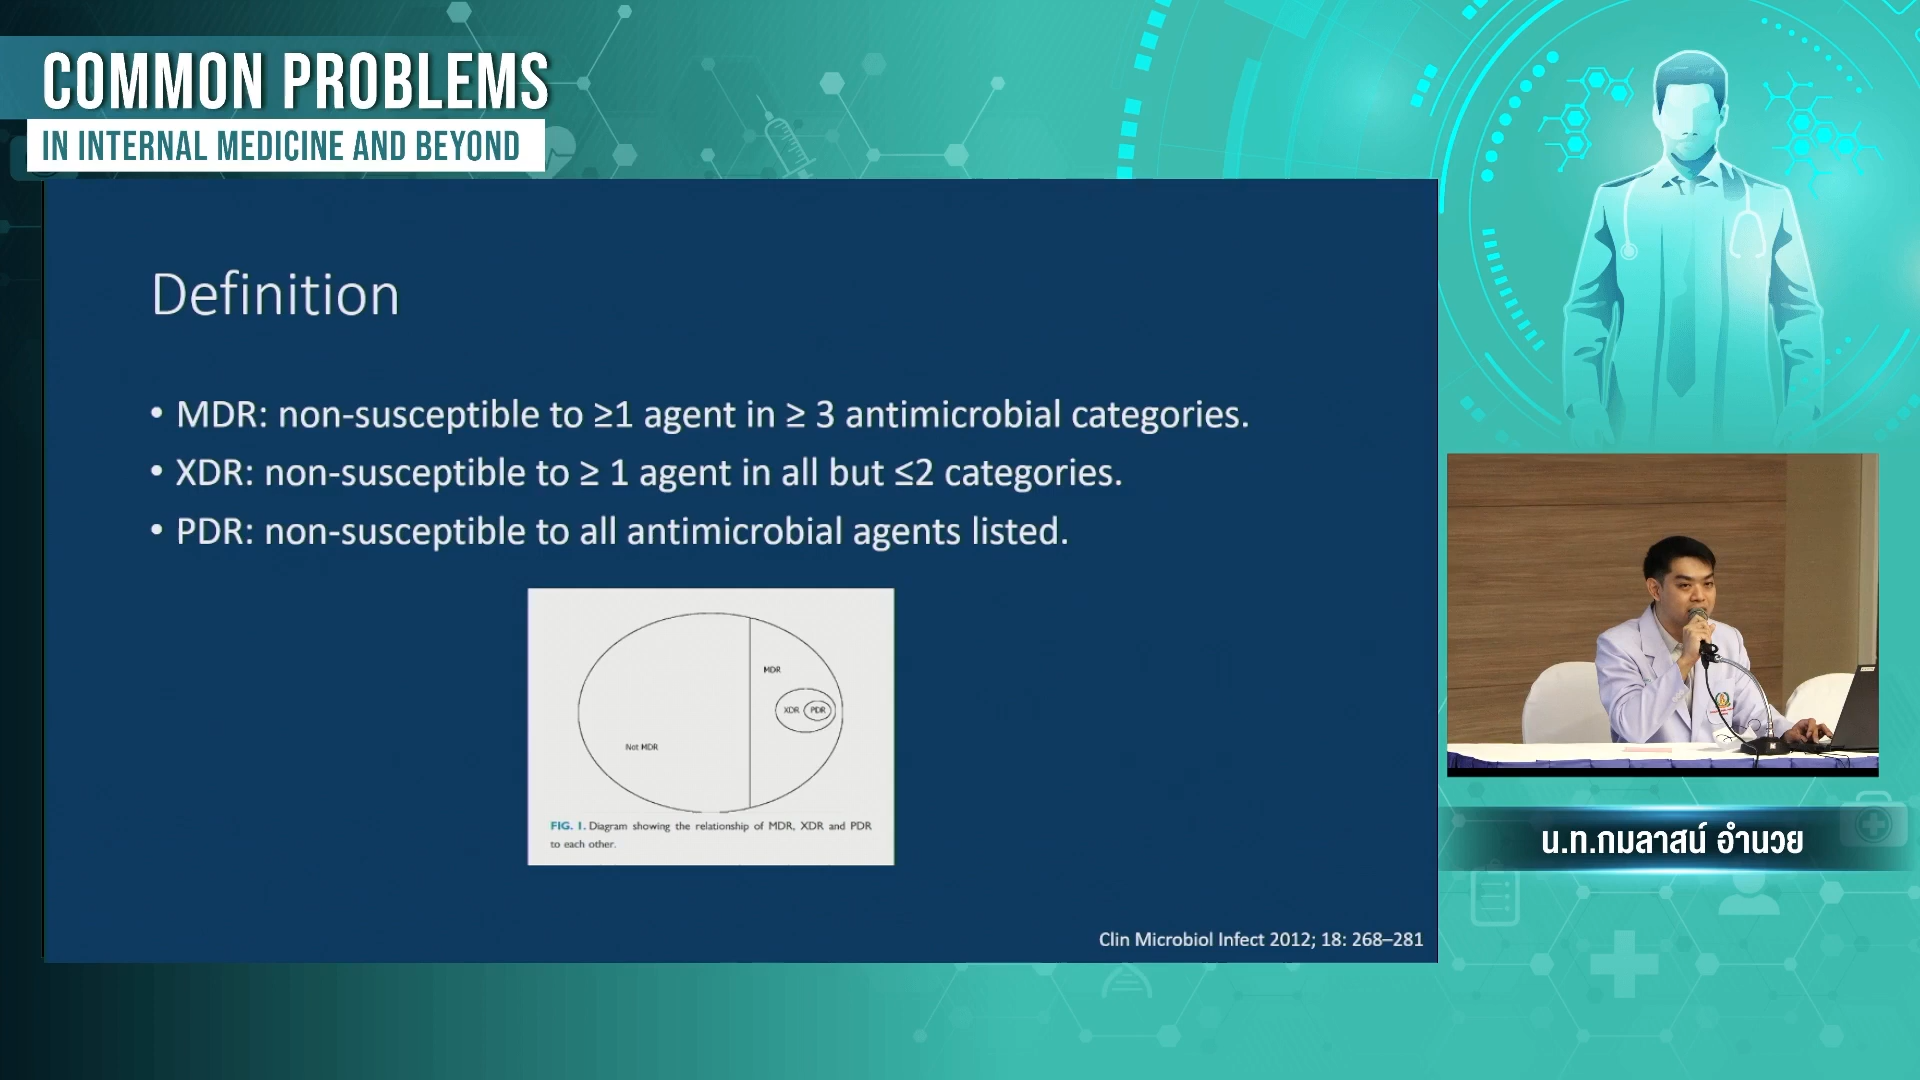 COMMON PROBLEMS
IN INTERNAL MEDICINE AND BEYOND
Definition
• MDR: non-susceptible to ≥1 agent in ≥ 3 antimicrobial categories.
• XDR: non-susceptible to ≥ 1 agent in all but ≤2 categories.
• PDR: non-susceptible to all antimicrobial agents listed.
MDR
XDR PDR
Not MDR
FIG. 1. Diagram showing the relationship of MDR, XDR and PDR
to each other.
Clin Microbiol Infect 2012; 18: 268–281
น.ท.กมลาสน์ อำนวย